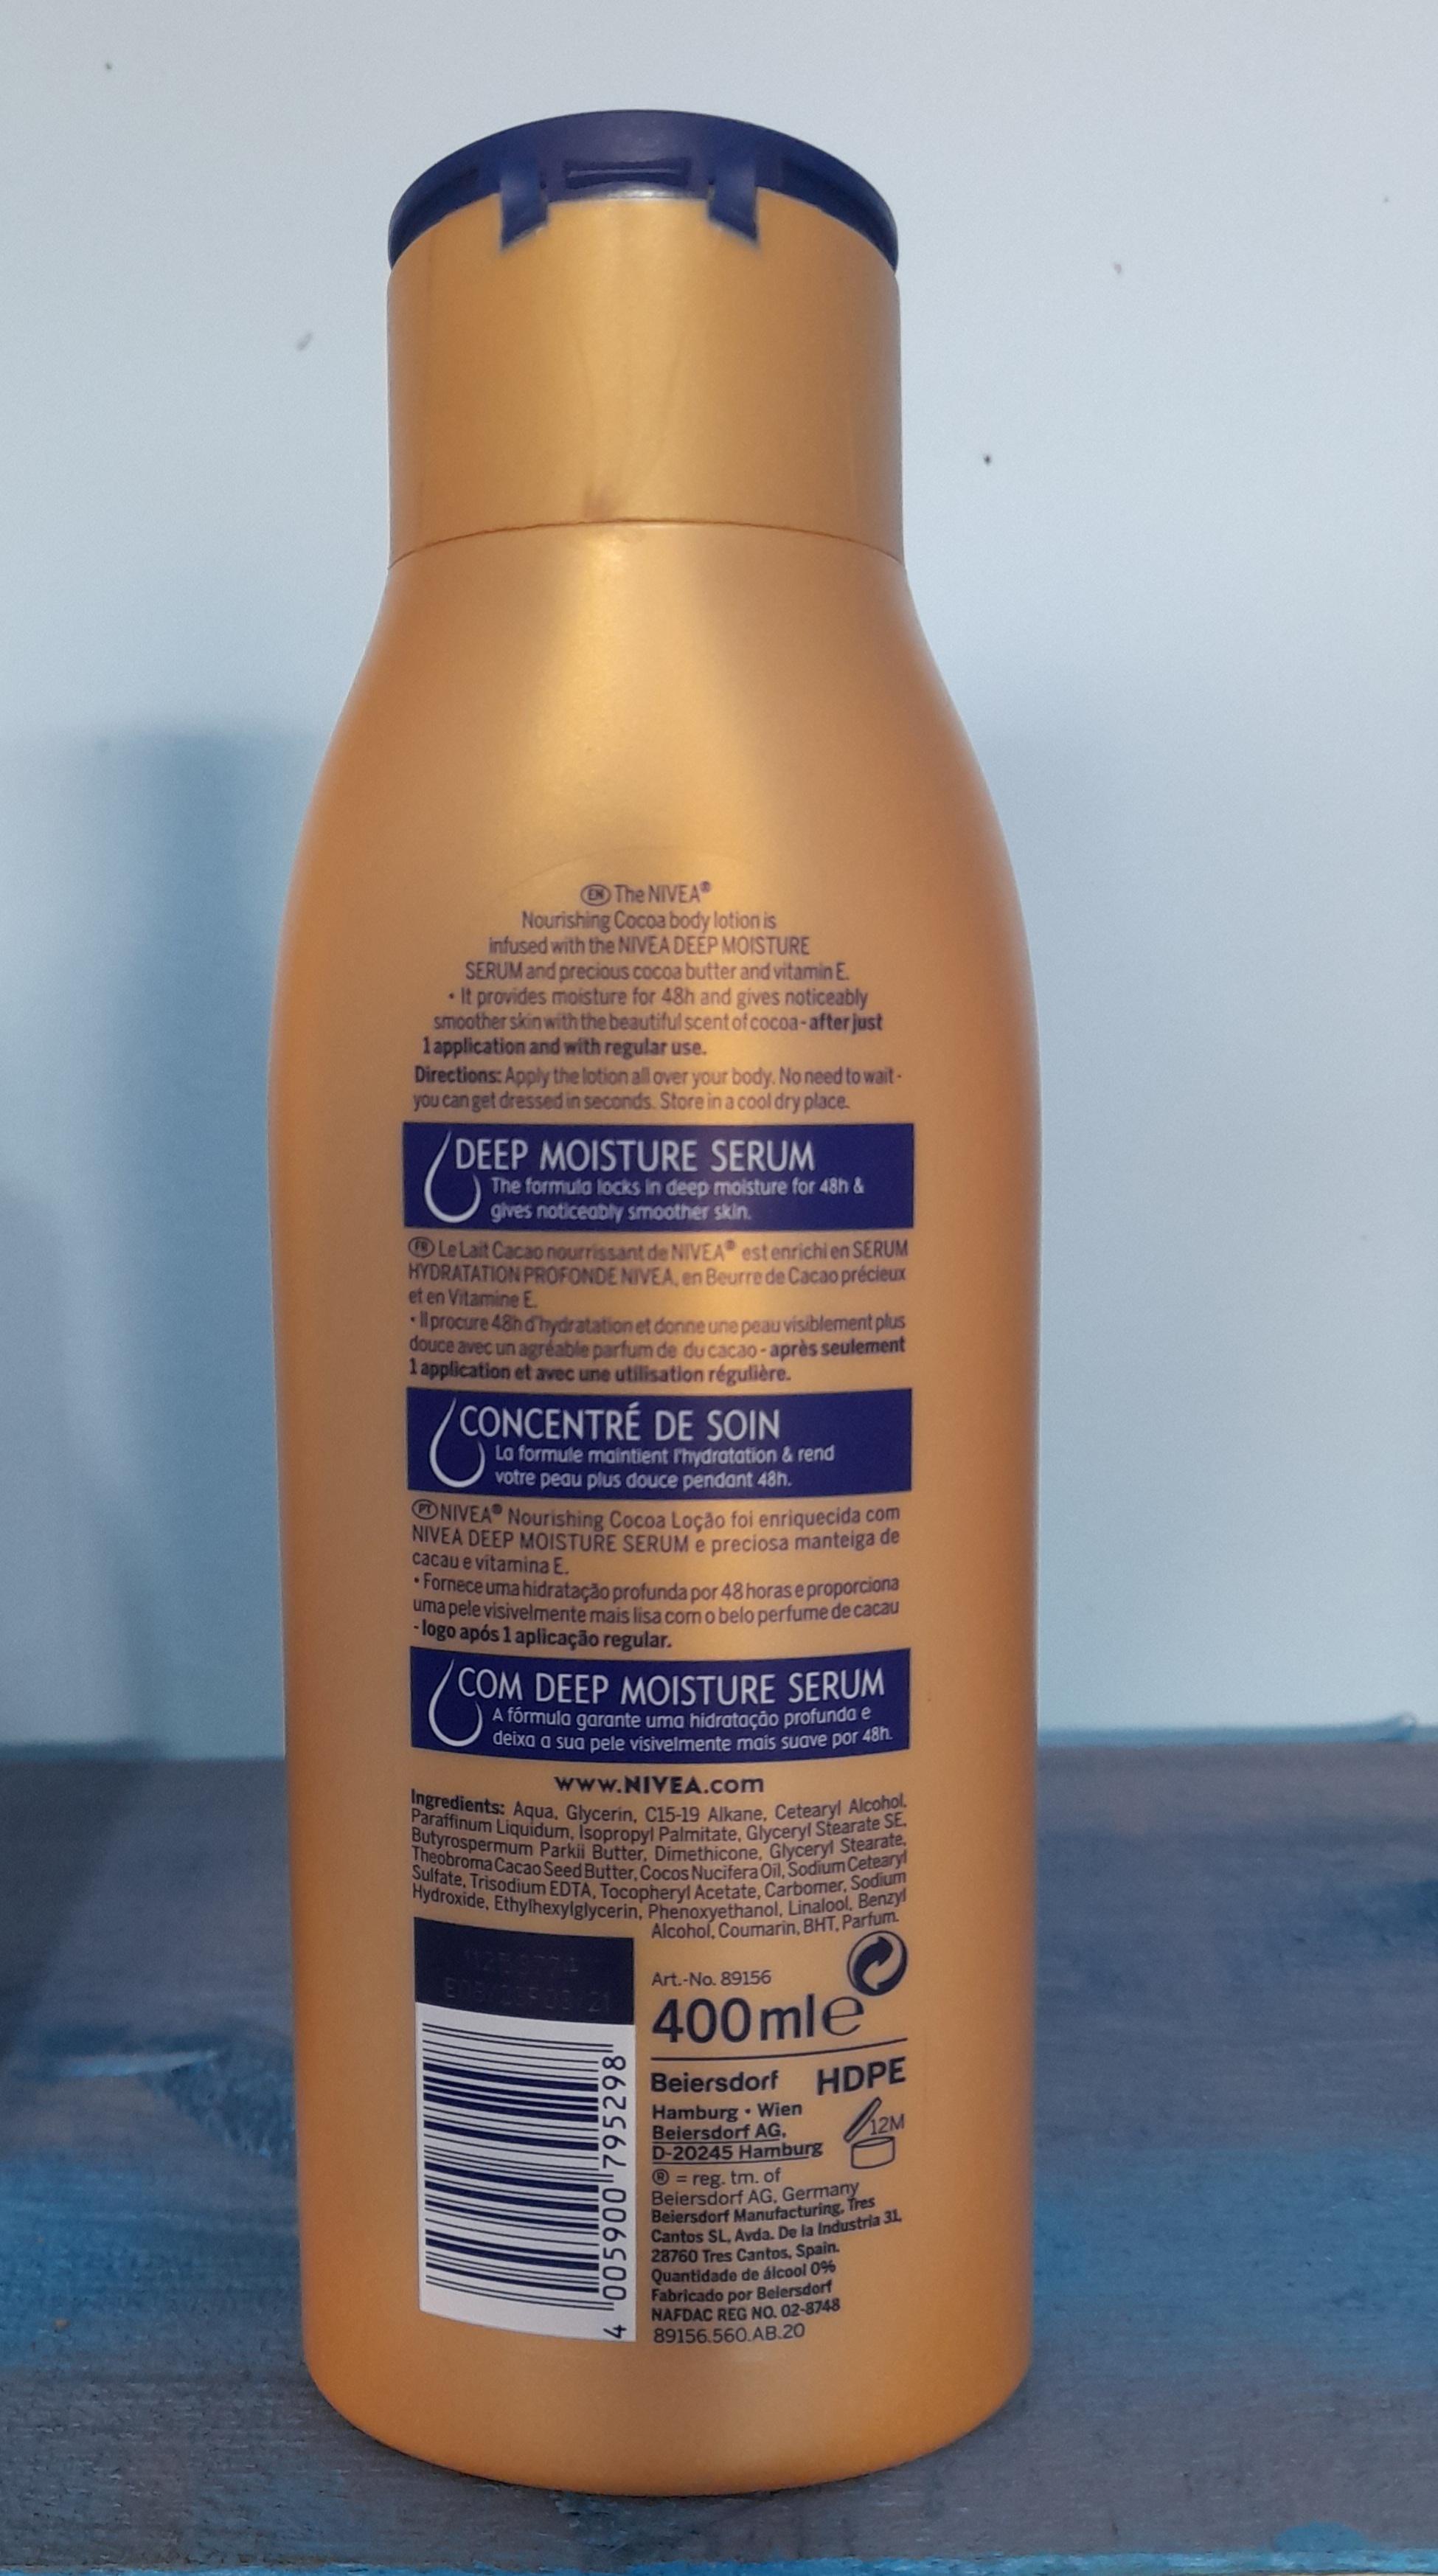 EN The NIVEA®
Nourishing Cocoa body lotion is
infused with the NIVEA DEEP MOISTURE
SERUM and precious cocoa butter and vitamin E.
• It provides moisture for 48h and gives noticeably
smoother skin with the beautiful scent of cocoa - after just
1 application and with regular use.
Directions: Apply the lotion all over your body. No need to wait -
you can get dressed in seconds. Store in a cool dry place.
DEEP MOISTURE SERUM
The formula locks in deep moisture for 48h &
gives noticeably smoother skin.
FR Le Lait Cacao nourrissant de NIVEA® est enrichi en SERUM
HYDRATATION PROFONDE NIVEA, en Beurre de Cacao précieux
et en Vitamine E.
• Il procure 48h d'hydratation et donne une peau visiblement plus
douce avec un agréable parfum de du cacao - après seulement
1 application et avec une utilisation régulière.
CONCENTRÉ DE SOIN
La formule maintient l'hydratation & rend
votre peau plus douce pendant 48h.
PT NIVEA® Nourishing Cocoa Loção foi enriquecida com
NIVEA DEEP MOISTURE SERUM e preciosa manteiga de
cacau e vitamina E.
• Fornece uma hidratação profunda por 48 horas e proporciona
uma pele visivelmente mais lisa com o belo perfume de cacau
- logo após 1 aplicação regular.
COM DEEP MOISTURE SERUM
A fórmula garante uma hidratação profunda e
deixa a sua pele visivelmente mais suave por 48h.
www.NIVEA.com
Ingredients: Aqua, Glycerin, C15-19 Alkane, Cetearyl Alcohol,
Paraffinum Liquidum, Isopropyl Palmitate, Glyceryl Stearate SE,
Butyrospermum Parkii Butter, Dimethicone, Glyceryl Stearate,
Theobroma Cacao Seed Butter, Cocos Nucifera Oil, Sodium Cetearyl
Sulfate, Trisodium EDTA, Tocopheryl Acetate, Carbomer, Sodium
Hydroxide, Ethylhexylglycerin, Phenoxyethanol, Linalool, Benzyl
Alcohol, Coumarin, BHT, Parfum.
Art.-No. 89156
400 ml e
Beiersdorf HDPE
Hamburg • Wien
Beiersdorf AG,
D-20245 Hamburg
12M
® = reg. tm. of
Beiersdorf AG, Germany
Beiersdorf Manufacturing, Tres
Cantos SL, Avda. De la Industria 31,
28760 Tres Cantos, Spain.
Quantidade de álcool 0%
Fabricado por Beiersdorf
NAFDAC REG NO. 02-8748
89156.560.AB.20
4 005900 795298